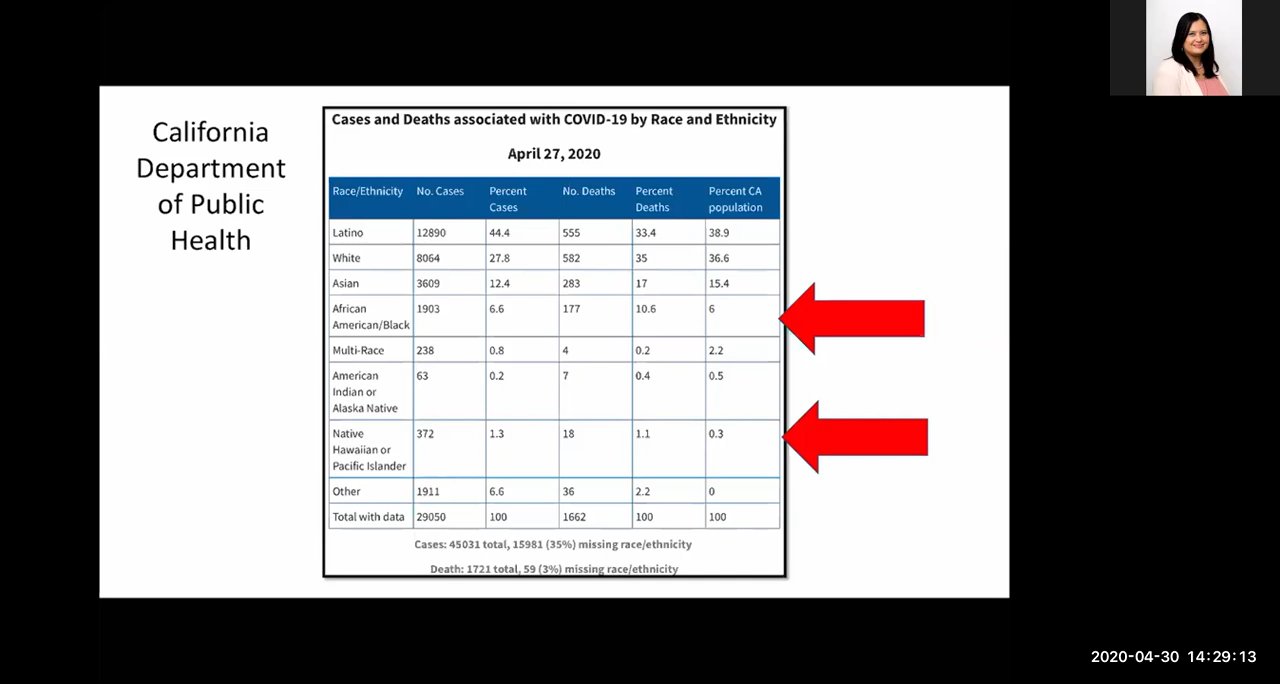 California
Department
of Public
Health
Cases and Deaths associated with COVID-19 by Race and Ethnicity
April 27, 2020
Race/Ethnicity No. Cases Percent Cases No. Deaths Percent Deaths Percent CA population
Latino 12890 44.4 555 33.4 38.9
White 8064 27.8 582 35 36.6
Asian 3609 12.4 283 17 15.4
African American/Black 1903 6.6 177 10.6 6
Multi-Race 238 0.8 4 0.2 2.2
American Indian or Alaska Native 63 0.2 7 0.4 0.5
Native Hawaiian or Pacific Islander 372 1.3 18 1.1 0.3
Other 1911 6.6 36 2.2 0
Total with data 29050 100 1662 100 100
Cases: 45031 total, 15981 (35%) missing race/ethnicity
Death: 1721 total, 59 (3%) missing race/ethnicity
2020-04-30 14:29:13